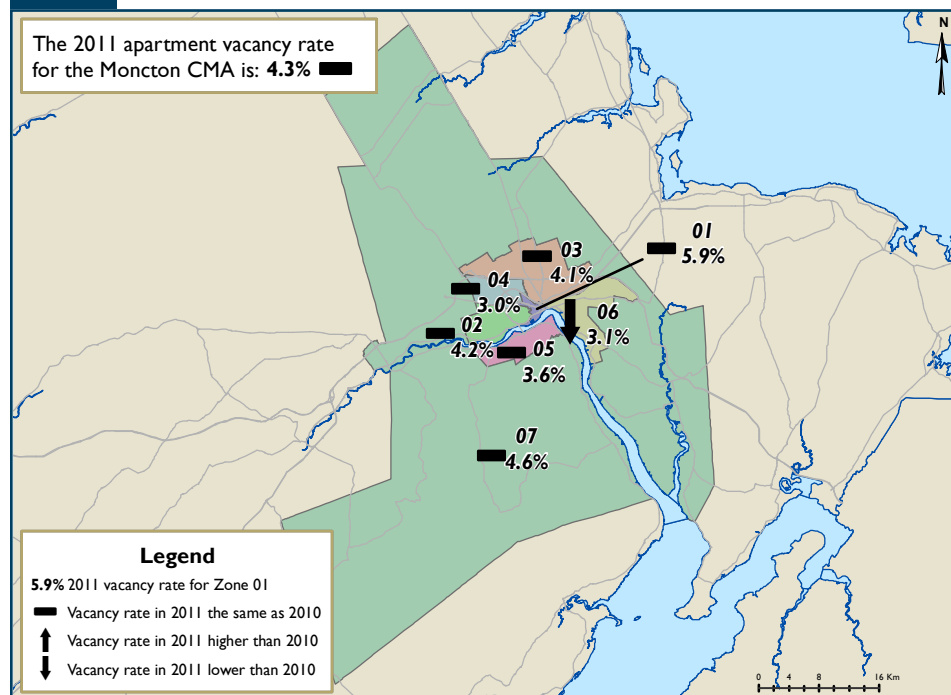 The 2011 apartment vacancy rate
for the Moncton CMA is: 4.3%
N
01
5.9%
03
4.1%
04
3.0%
06
3.1%
02
4.2%
05
3.6%
07
4.6%
Legend
5.9% 2011 vacancy rate for Zone 01
Vacancy rate in 2011 the same as 2010
Vacancy rate in 2011 higher than 2010
Vacancy rate in 2011 lower than 2010
0 4 8 16 Km